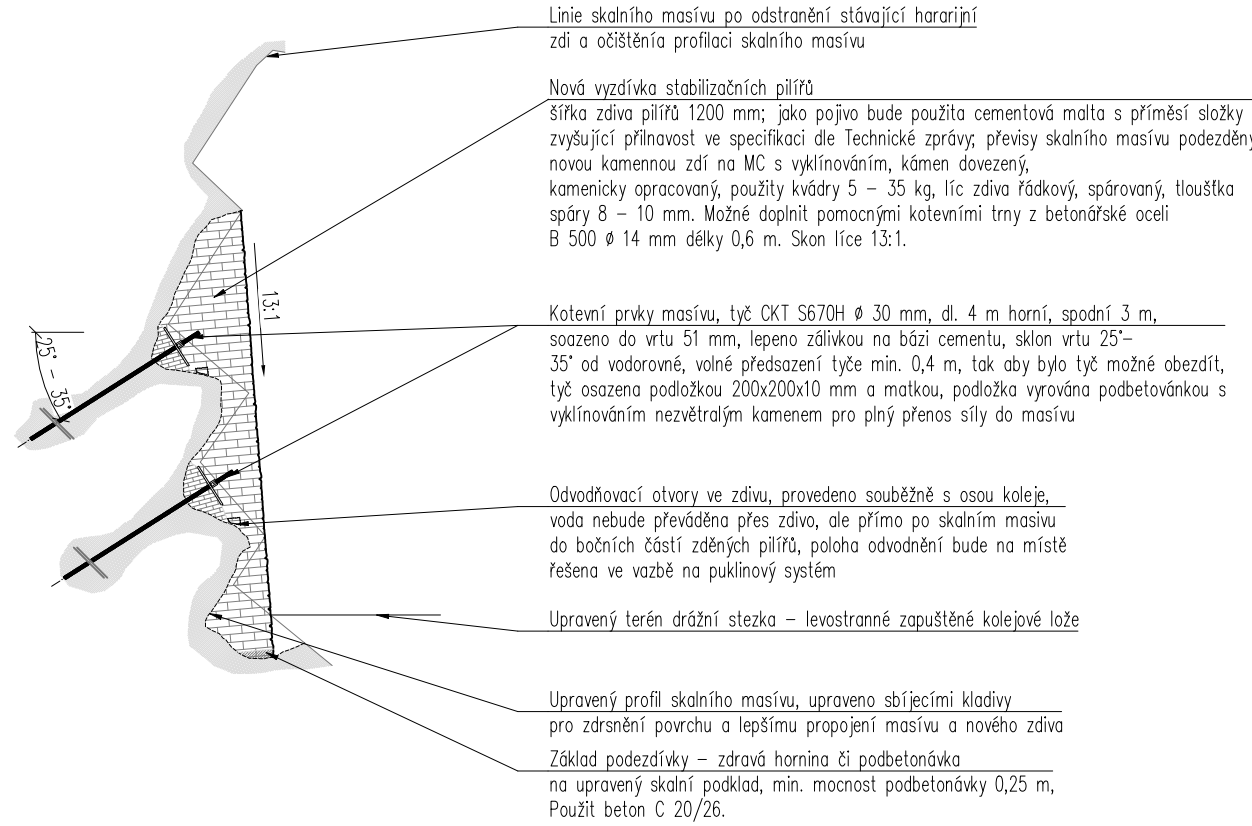 Linie skalního masívu po odstranění stávající hararijní
zdi a očištěnía profilaci skalního masívu
Nová vyzdívka stabilizačních pilířů
šířka zdiva pilířů 1200 mm; jako pojivo bude použita cementová malta s příměsí složky
zvyšující přilnavost ve specifikaci dle Technické zprávy; převisy skalního masívu podezděny
novou kamennou zdí na MC s vyklínováním, kámen dovezený,
kamenicky opracovaný, použity kvádry 5 – 35 kg, líc zdiva řádkový, spárovaný, tloušťka
spáry 8 – 10 mm. Možné doplnit pomocnými kotevními trny z betonářské oceli
B 500 ø 14 mm délky 0,6 m. Skon líce 13:1.
13:1
Kotevní prvky masívu, tyč CKT S670H ø 30 mm, dl. 4 m horní, spodní 3 m,
soazeno do vrtu 51 mm, lepeno zálivkou na bázi cementu, sklon vrtu 25°–
35° od vodorovné, volné předsazení tyče min. 0,4 m, tak aby bylo tyč možné obezdít,
tyč osazena podložkou 200x200x10 mm a matkou, podložka vyrována podbetovánkou s
vyklínováním nezvětralým kamenem pro plný přenos síly do masívu
25° – 35°
Odvodňovací otvory ve zdivu, provedeno souběžně s osou koleje,
voda nebude převáděna přes zdivo, ale přímo po skalním masivu
do bočních částí zděných pilířů, poloha odvodnění bude na místě
řešena ve vazbě na puklinový systém
Upravený terén drážní stezka – levostranné zapuštěné kolejové lože
Upravený profil skalního masívu, upraveno sbíjecími kladivy
pro zdrsnění povrchu a lepšímu propojení masívu a nového zdiva
Základ podezdívky – zdravá hornina či podbetonávka
na upravený skalní podklad, min. mocnost podbetonávky 0,25 m,
Použit beton C 20/26.